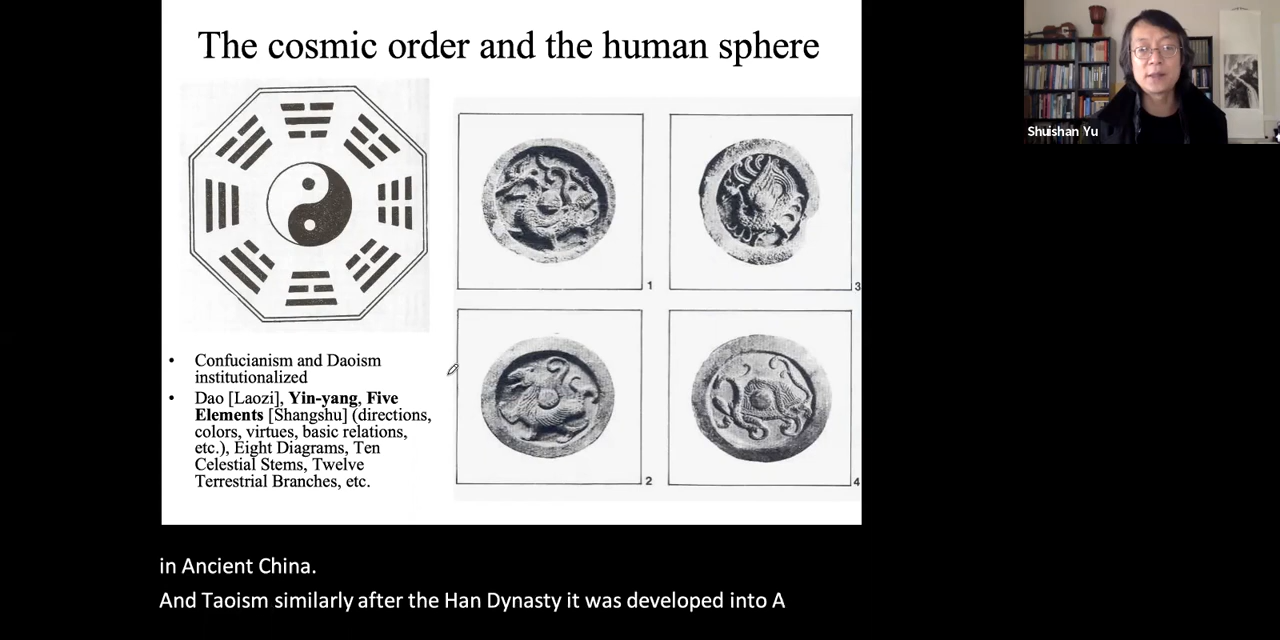 The cosmic order and the human sphere
Shuishan Yu
1
3
2
4
• Confucianism and Daoism
institutionalized
• Dao [Laozi], Yin-yang, Five
Elements [Shangshu] (directions,
colors, virtues, basic relations,
etc.), Eight Diagrams, Ten
Celestial Stems, Twelve
Terrestrial Branches, etc.
in Ancient China.
And Taoism similarly after the Han Dynasty it was developed into A